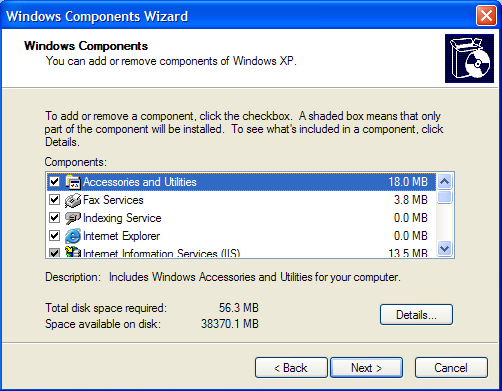 Windows Components Wizard
Windows Components
You can add or remove components of Windows XP.
To add or remove a component, click the checkbox. A shaded box means that only
part of the component will be installed. To see what's included in a component, click
Details.
Components:
Accessories and Utilities 18.0 MB
Fax Services 3.8 MB
Indexing Service 0.0 MB
Internet Explorer 0.0 MB
Internet Information Services (IIS) 13.5 MB
Description: Includes Windows Accessories and Utilities for your computer.
Total disk space required: 56.3 MB
Space available on disk: 38370.1 MB
Details...
< Back Next > Cancel